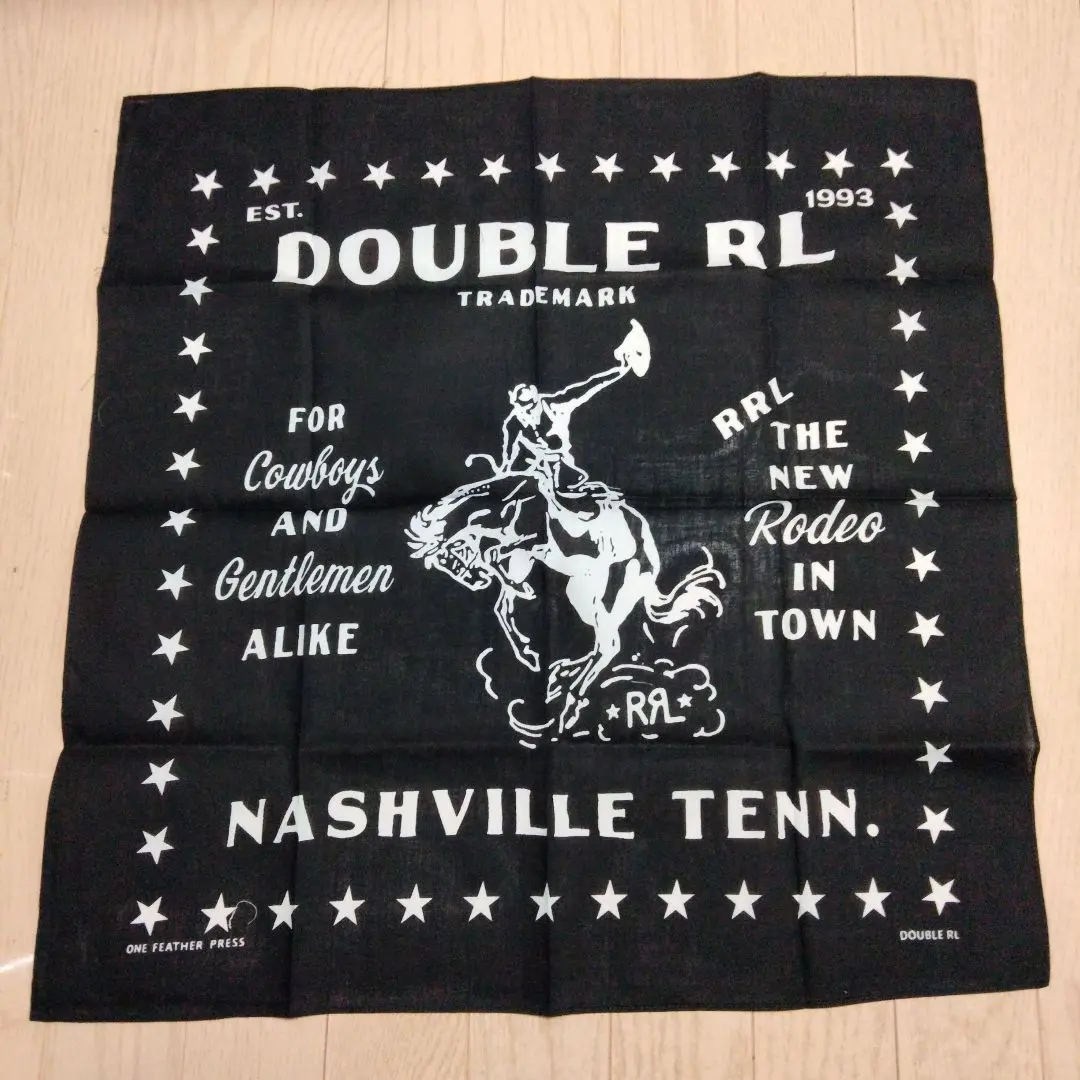 EST.
1993
DOUBLE RL
TRADEMARK
FOR
Cowboys
AND
Gentlemen
ALIKE
RRL
THE
NEW
Rodeo
IN
TOWN
RRL
NASHVILLE TENN.
ONE FEATHER PRESS
DOUBLE RL